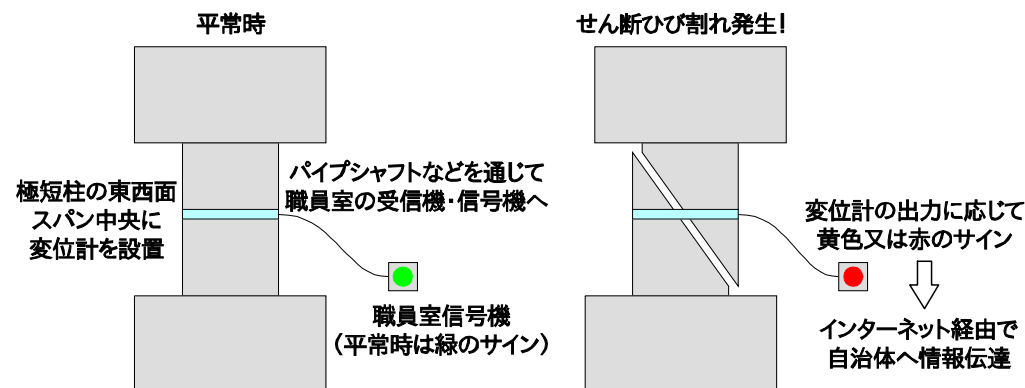 平常時
極短柱の東西面
スパン中央に
変位計を設置
パイプシャフトなどを通じて
職員室の受信機・信号機へ
職員室信号機
（平常時は緑のサイン）
せん断ひび割れ発生！
変位計の出力に応じて
黄色又は赤のサイン
インターネット経由で
自治体へ情報伝達